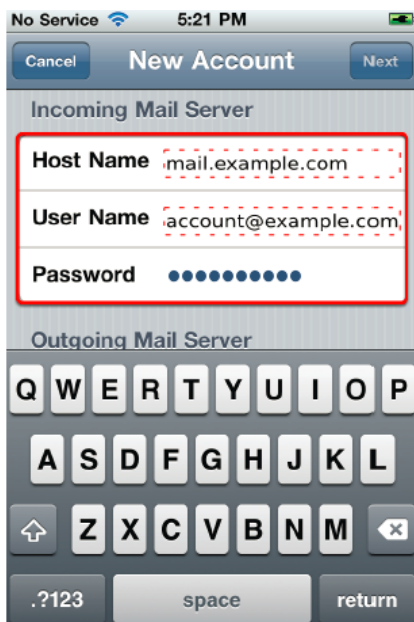 No Service 5:21 PM
Cancel New Account Next
Incoming Mail Server
Host Name mail.example.com
User Name account@example.com
Password ●●●●●●●●●●
Outgoing Mail Server
Q W E R T Y U I O P
A S D F G H J K L
Z X C V B N M
.?123 space return